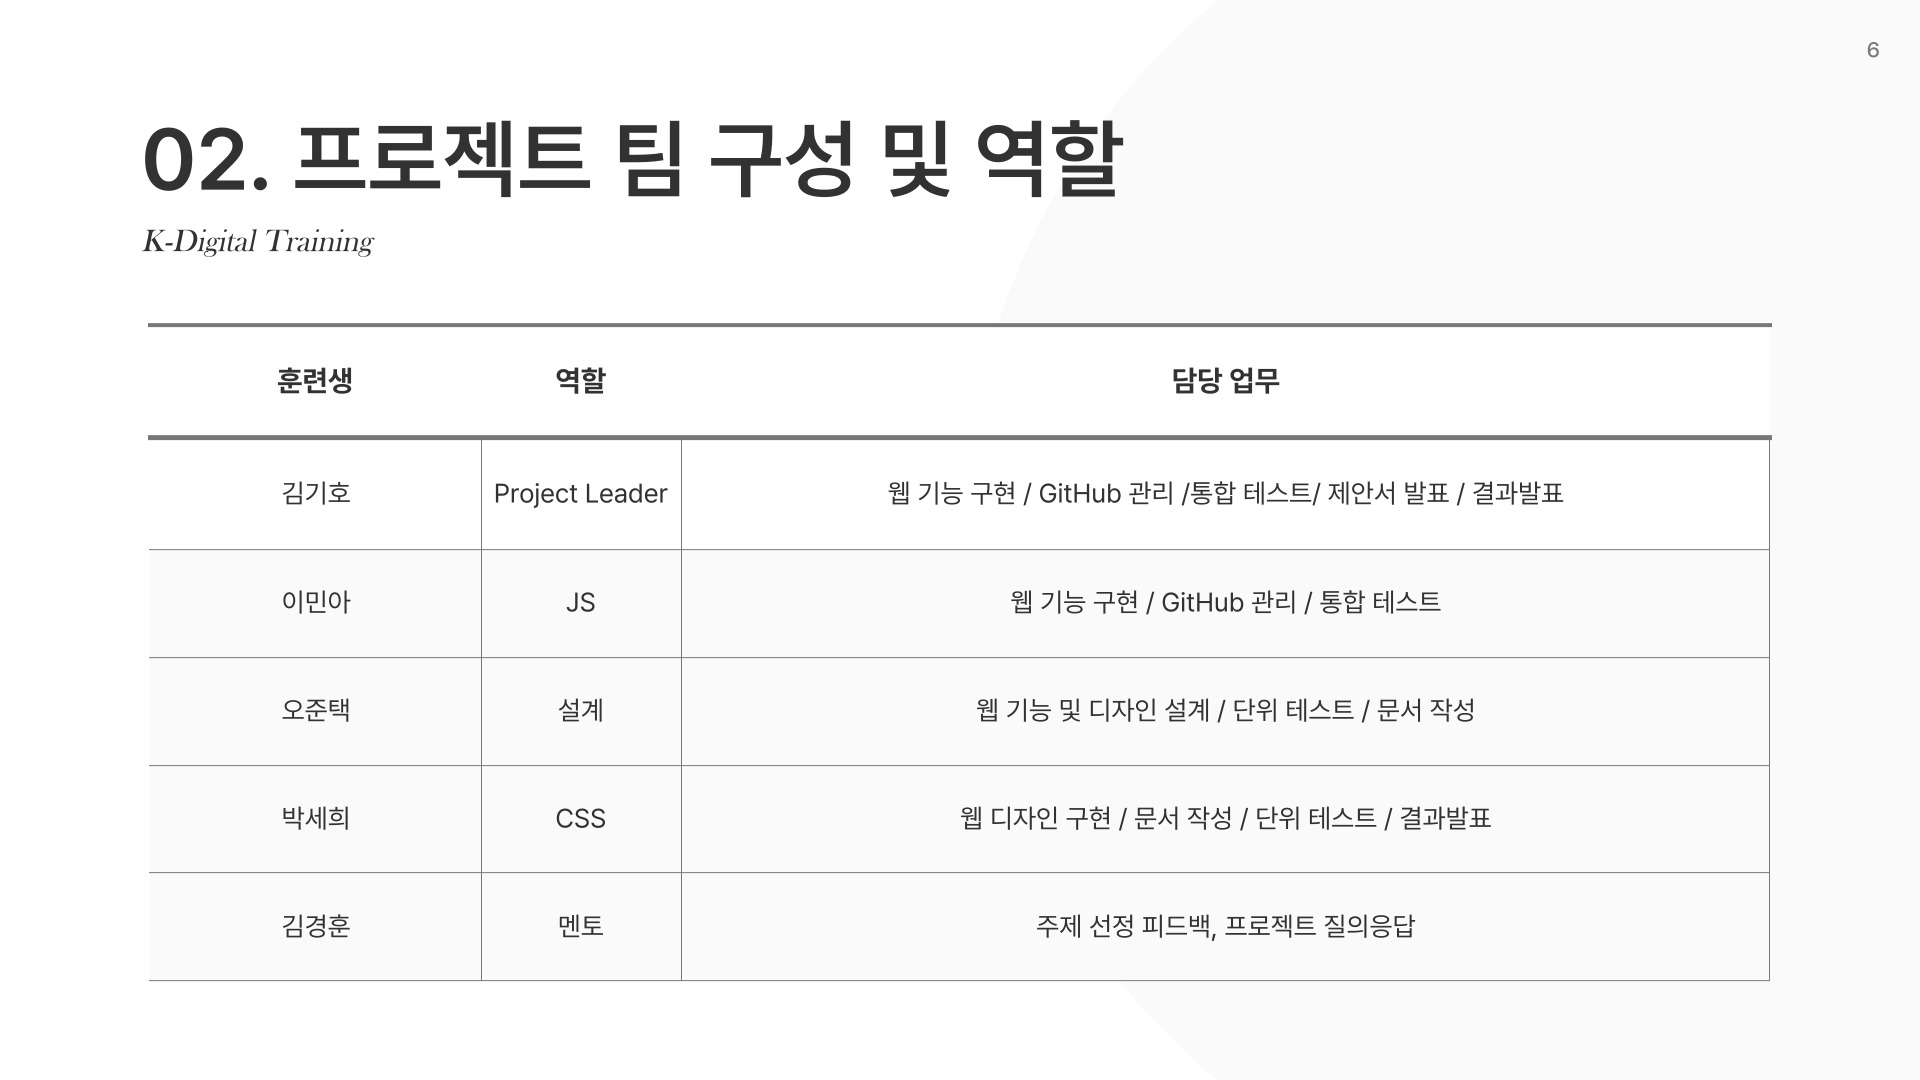 6
02. 프로젝트 팀 구성 및 역할
K-Digital Training
훈련생 역할 담당 업무
김기호 Project Leader 웹 기능 구현 / GitHub 관리 /통합 테스트/ 제안서 발표 / 결과발표
이민아 JS 웹 기능 구현 / GitHub 관리 / 통합 테스트
오준택 설계 웹 기능 및 디자인 설계 / 단위 테스트 / 문서 작성
박세희 CSS 웹 디자인 구현 / 문서 작성 / 단위 테스트 / 결과발표
김경훈 멘토 주제 선정 피드백, 프로젝트 질의응답